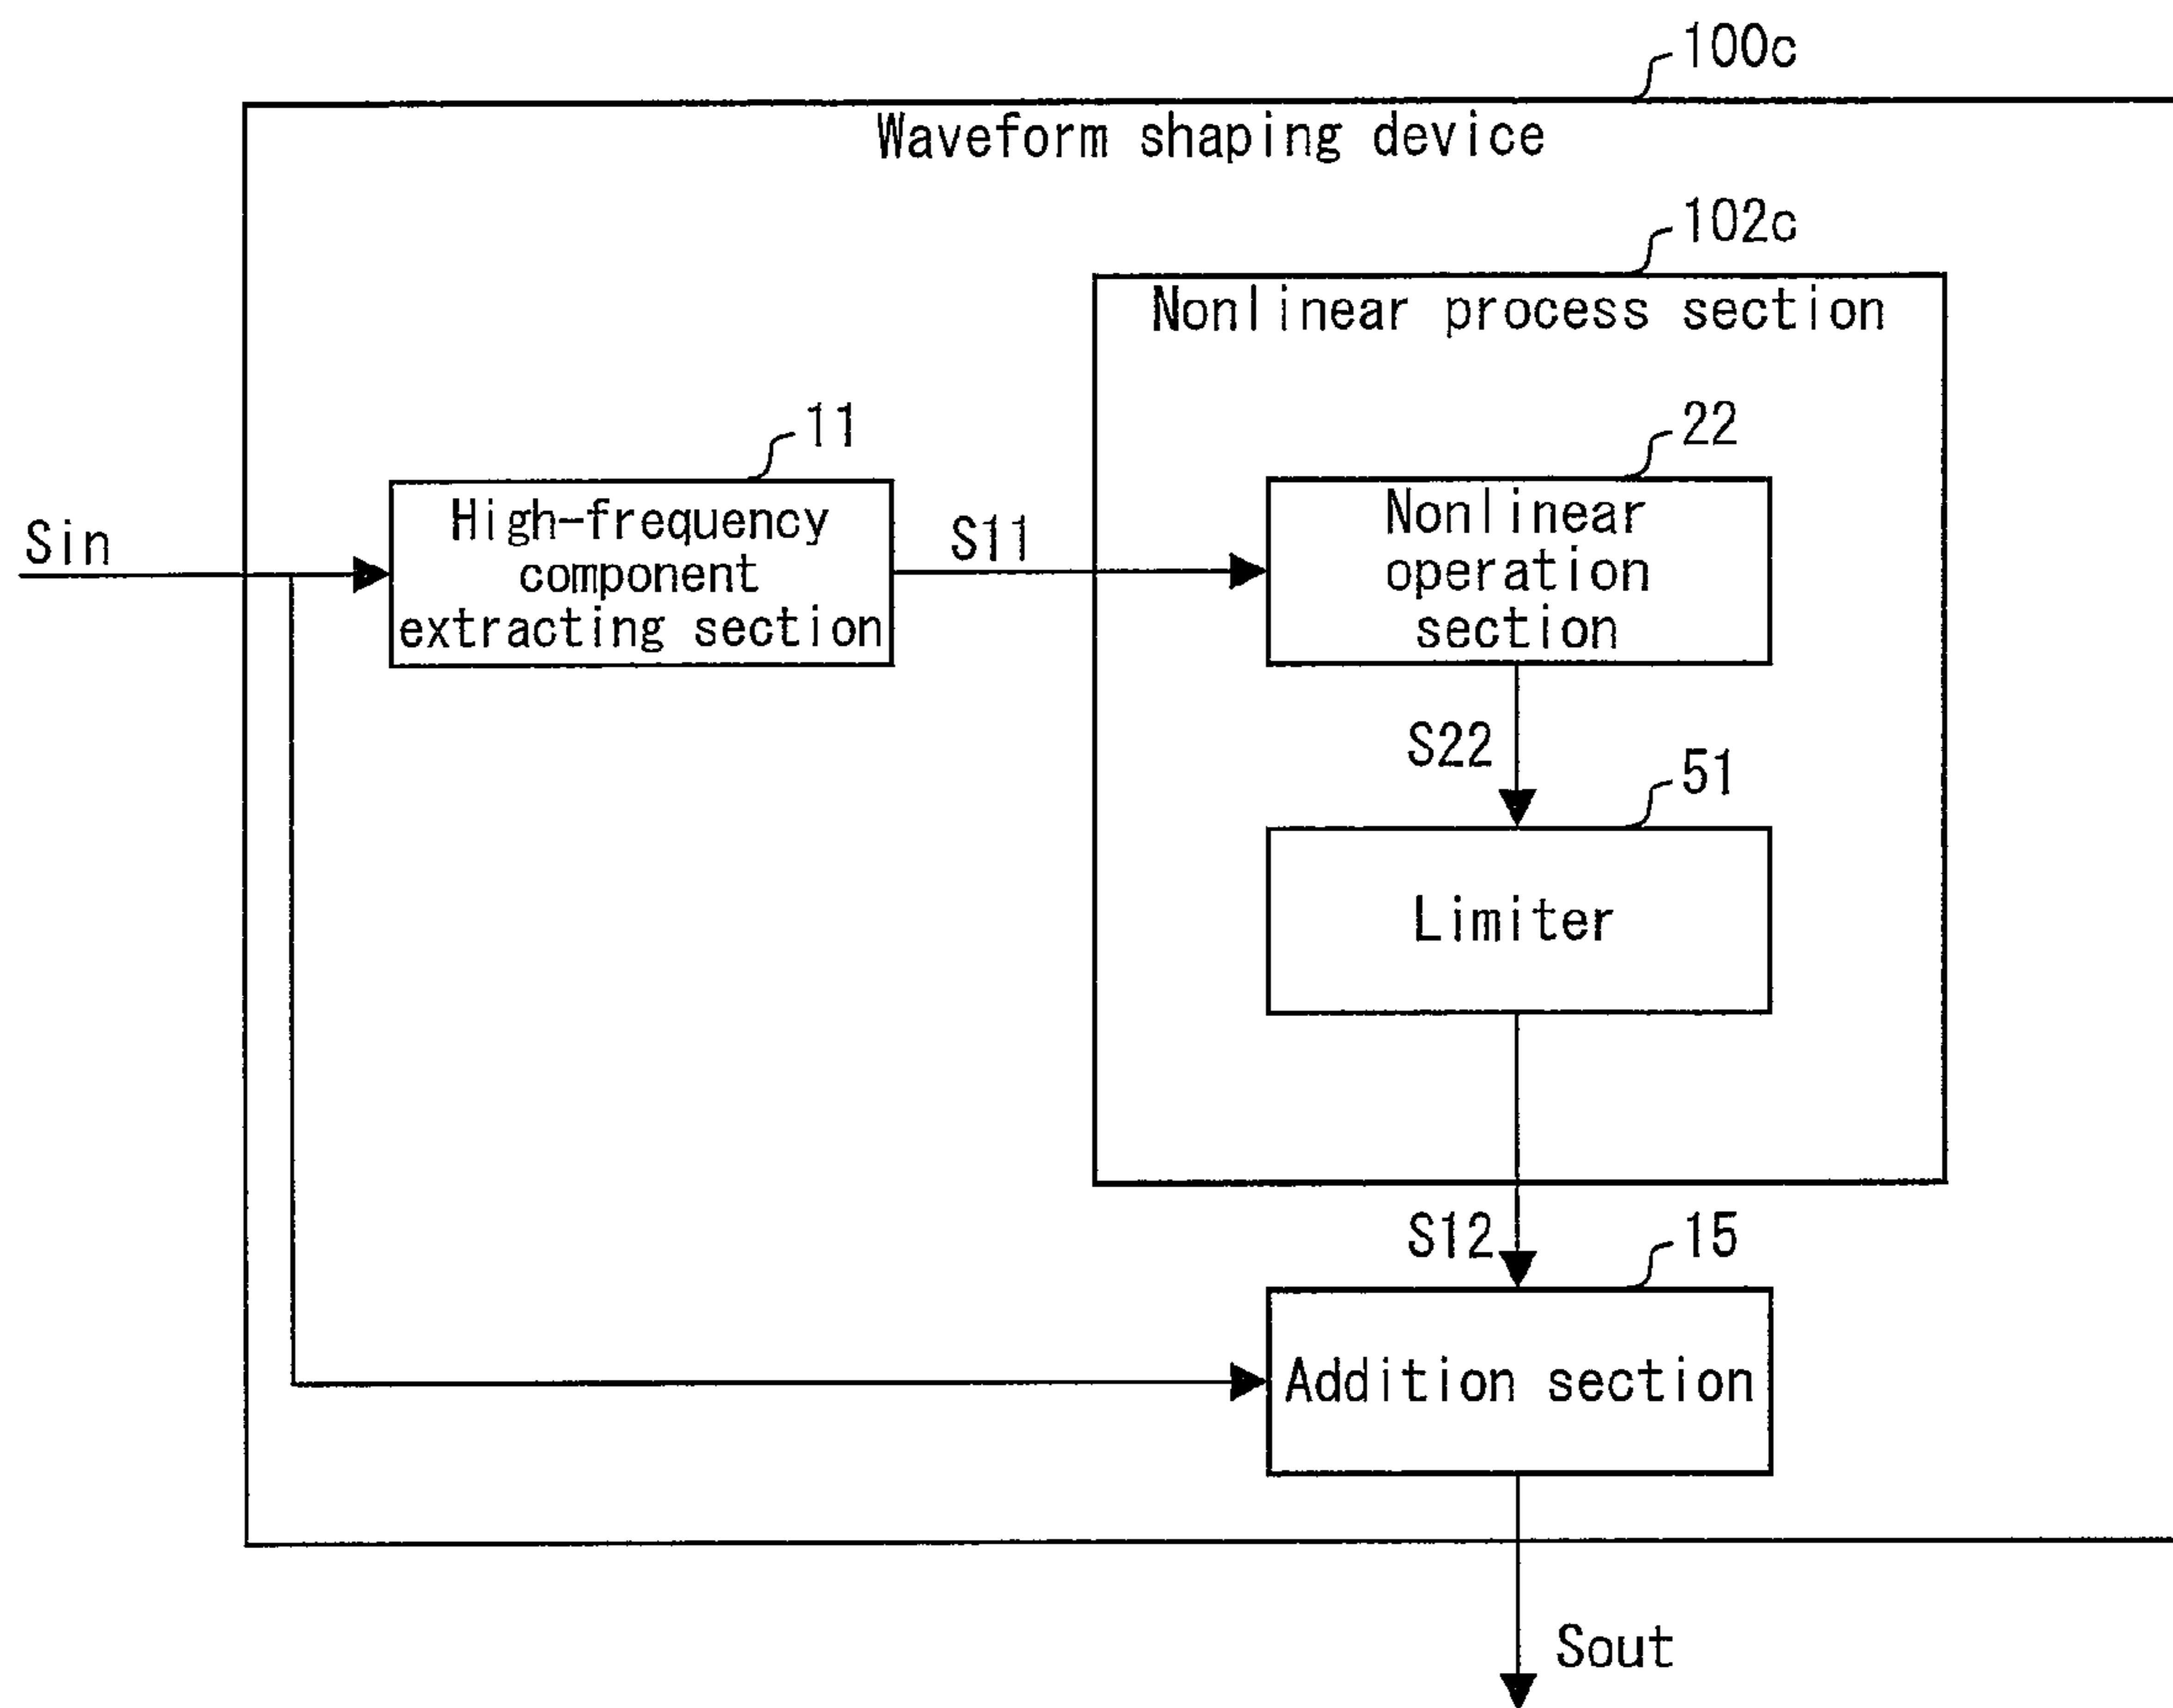 100c
Waveform shaping device
102c
Nonlinear process section
11
22
Sin
High-frequency
component
extracting section
S11
Nonlinear
operation
section
S22
51
Limiter
S12
15
Addition section
Sout